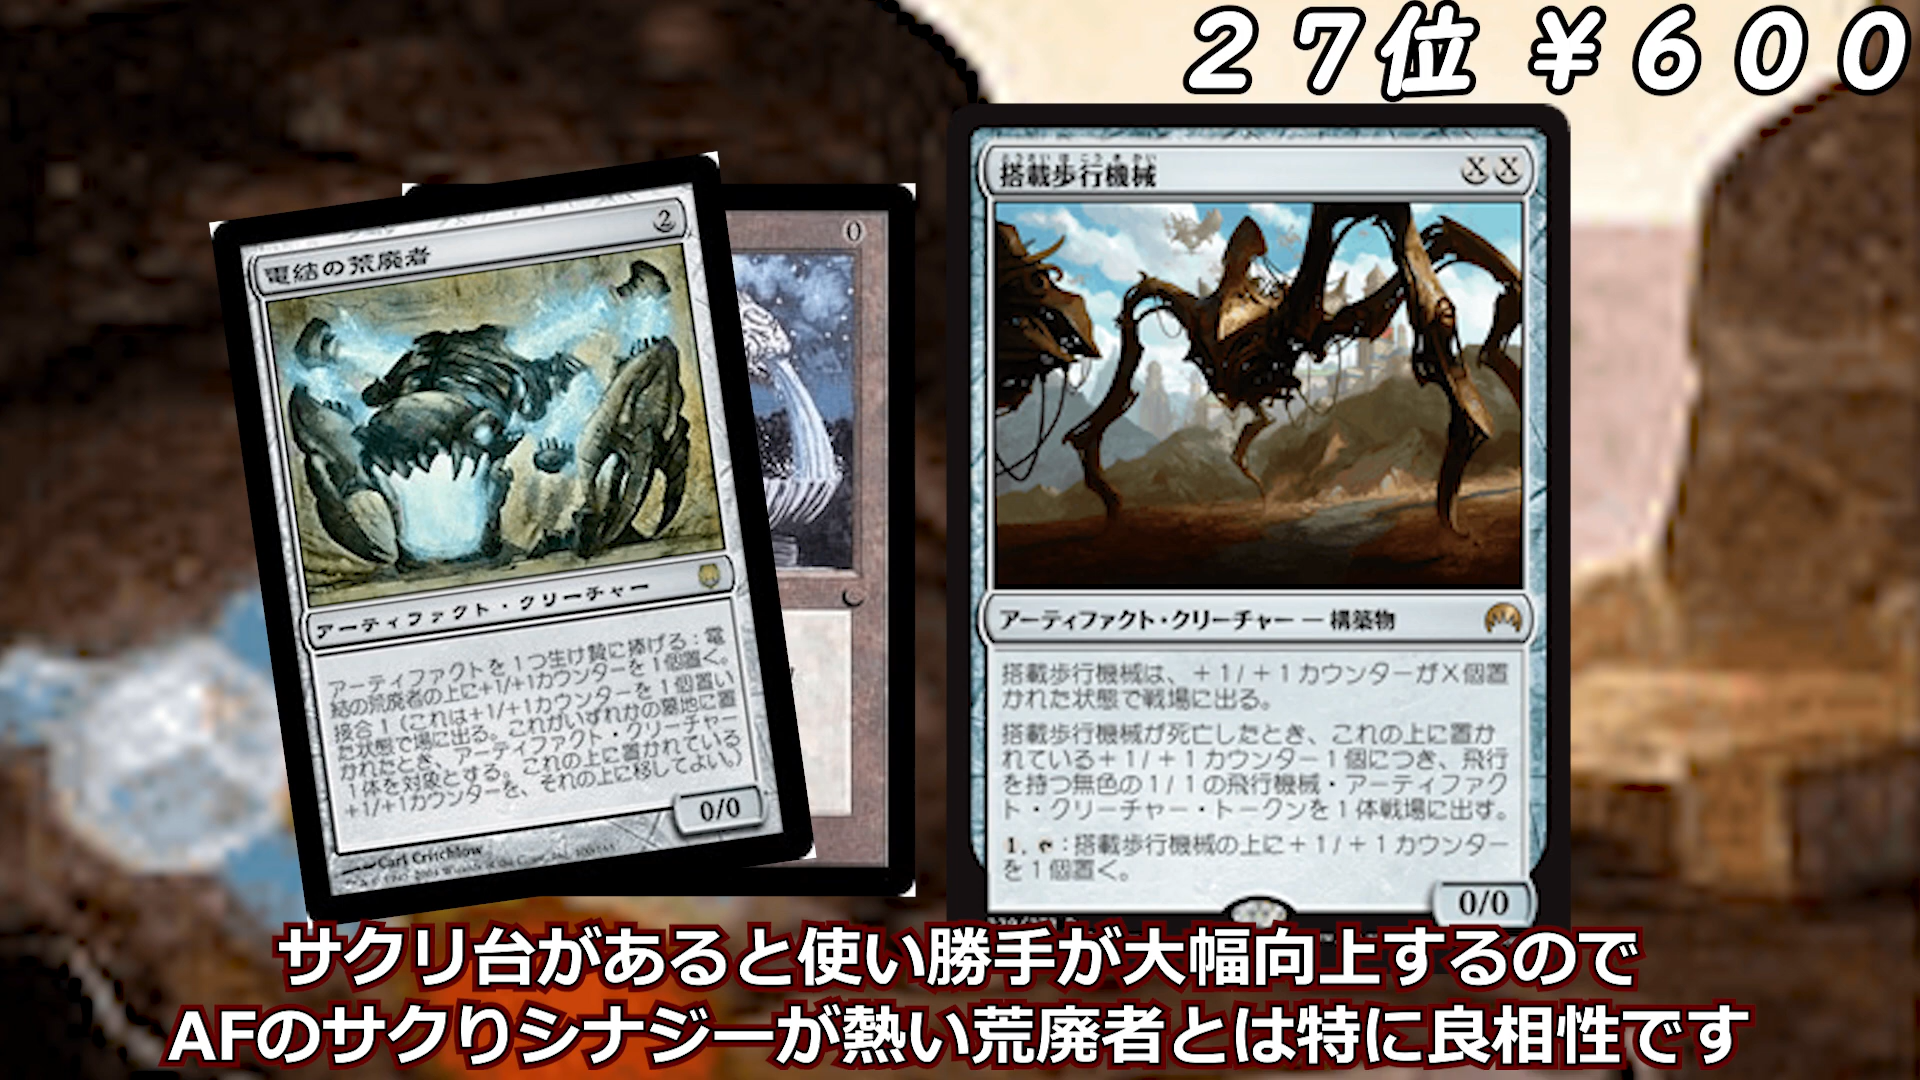 27位 ¥600
電結の荒廃者
2
アーティファクト・クリーチャー
アーティファクトを1つ生け贄に捧げる：電
結の荒廃者の上に+1/+1カウンターを1個置く。
接合1（これは+1/+1カウンターを1個置い
た状態で場に出る。これがいずれかの墓地に置
かれたとき、アーティファクト・クリーチャー
1体を対象とする。これの上に置かれている
+1/+1カウンターを、それの上に移してよい。）
0/0
Carl Critchlow
0
搭載歩行機械
とうさいほこうきかい
XX
アーティファクト・クリーチャー — 構築物
搭載歩行機械は、＋1/＋1カウンターがX個置
かれた状態で戦場に出る。
搭載歩行機械が死亡したとき、これの上に置か
れている＋1/＋1カウンター1個につき、飛行
を持つ無色の1/1の飛行機械・アーティファク
ト・クリーチャー・トークンを1体戦場に出す。
1，：搭載歩行機械の上に＋1/＋1カウンター
を1個置く。
0/0
サクリ台があると使い勝手が大幅向上するので
AFのサクりシナジーが熱い荒廃者とは特に良相性です